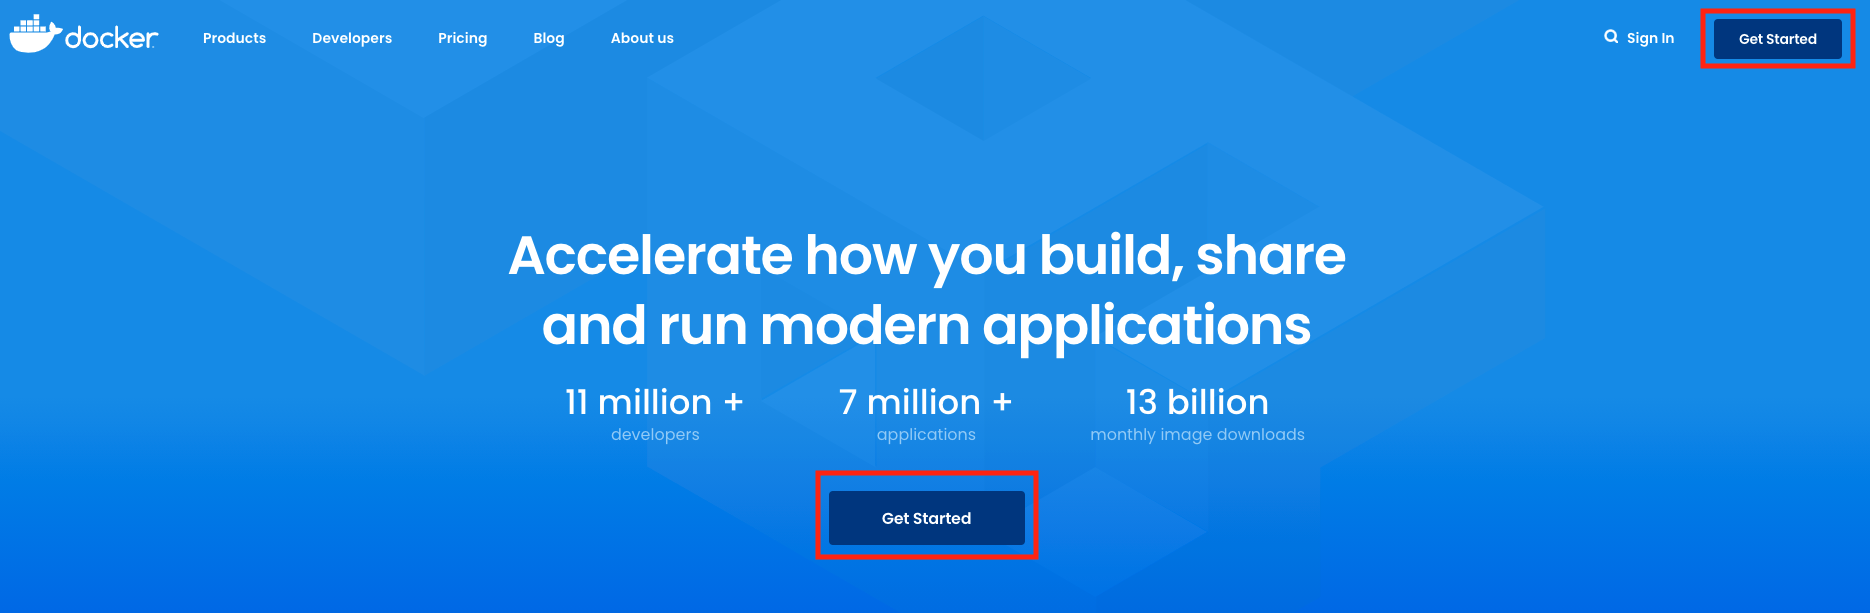 docker
Products Developers Pricing Blog About us Sign In Get Started
Accelerate how you build, share
and run modern applications
11 million + 7 million + 13 billion
developers applications monthly image downloads
Get Started